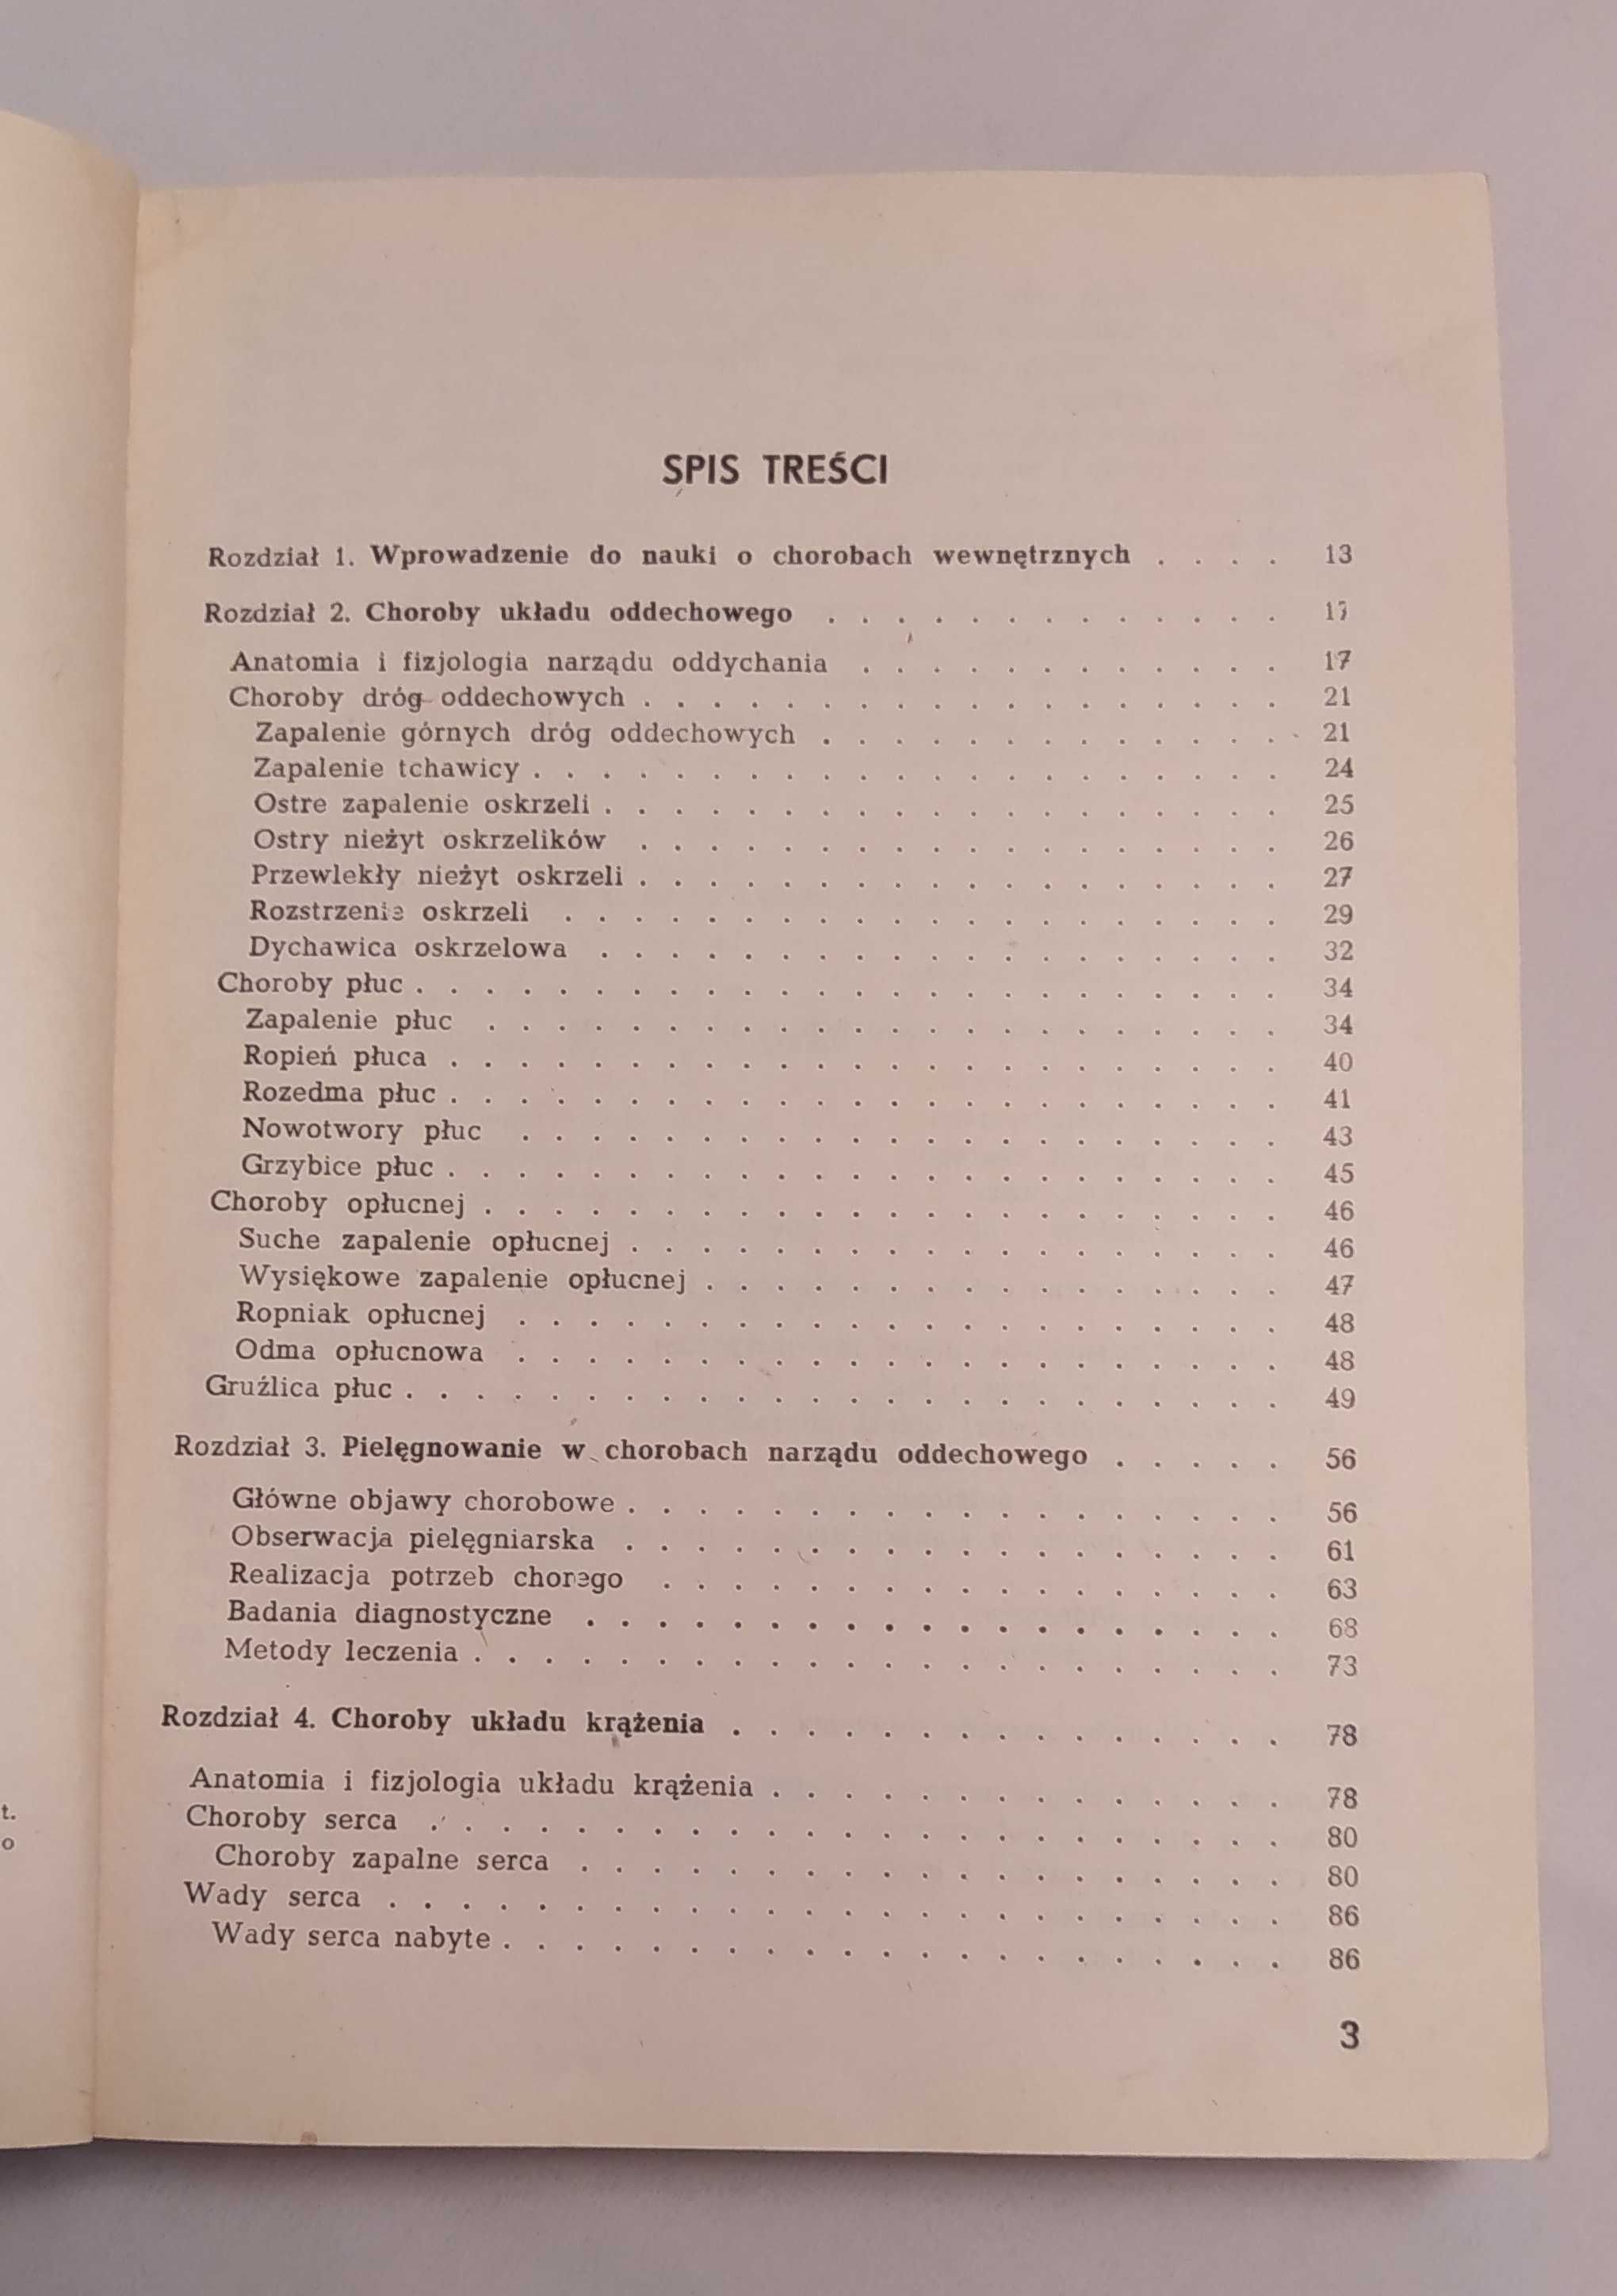 SPIS TREŚCI
Rozdział 1. Wprowadzenie do nauki o chorobach wewnętrznych . . . . 13
Rozdział 2. Choroby układu oddechowego . . . . . . . . . . . . . 17
Anatomia i fizjologia narządu oddychania . . . . . . . . . . . . 17
Choroby dróg oddechowych . . . . . . . . . . . . . . . . . . 21
Zapalenie górnych dróg oddechowych . . . . . . . . . . . . . 21
Zapalenie tchawicy . . . . . . . . . . . . . . . . . . . . . 24
Ostre zapalenie oskrzeli . . . . . . . . . . . . . . . . . . . 25
Ostry nieżyt oskrzelików . . . . . . . . . . . . . . . . . . 26
Przewlekły nieżyt oskrzeli . . . . . . . . . . . . . . . . . . 27
Rozstrzenie oskrzeli . . . . . . . . . . . . . . . . . . . . 29
Dychawica oskrzelowa . . . . . . . . . . . . . . . . . . . 32
Choroby płuc . . . . . . . . . . . . . . . . . . . . . . . . 34
Zapalenie płuc . . . . . . . . . . . . . . . . . . . . . . 34
Ropień płuca . . . . . . . . . . . . . . . . . . . . . . . 40
Rozedma płuc . . . . . . . . . . . . . . . . . . . . . . . 41
Nowotwory płuc . . . . . . . . . . . . . . . . . . . . . 43
Grzybice płuc . . . . . . . . . . . . . . . . . . . . . . . 45
Choroby opłucnej . . . . . . . . . . . . . . . . . . . . . . 46
Suche zapalenie opłucnej . . . . . . . . . . . . . . . . . . 46
Wysiękowe zapalenie opłucnej . . . . . . . . . . . . . . . . 47
Ropniak opłucnej . . . . . . . . . . . . . . . . . . . . . 48
Odma opłucnowa . . . . . . . . . . . . . . . . . . . . . 48
Gruźlica płuc . . . . . . . . . . . . . . . . . . . . . . . . 49
Rozdział 3. Pielęgnowanie w chorobach narządu oddechowego . . . . . 56
Główne objawy chorobowe . . . . . . . . . . . . . . . . . . 56
Obserwacja pielęgniarska . . . . . . . . . . . . . . . . . . 61
Realizacja potrzeb chorego . . . . . . . . . . . . . . . . . 63
Badania diagnostyczne . . . . . . . . . . . . . . . . . . . 68
Metody leczenia . . . . . . . . . . . . . . . . . . . . . . 73
Rozdział 4. Choroby układu krążenia . . . . . . . . . . . . . . . 78
Anatomia i fizjologia układu krążenia . . . . . . . . . . . . . . 78
Choroby serca . . . . . . . . . . . . . . . . . . . . . . . 80
Choroby zapalne serca . . . . . . . . . . . . . . . . . . . 80
Wady serca . . . . . . . . . . . . . . . . . . . . . . . . 86
Wady serca nabyte . . . . . . . . . . . . . . . . . . . . . 86
t.
o
3